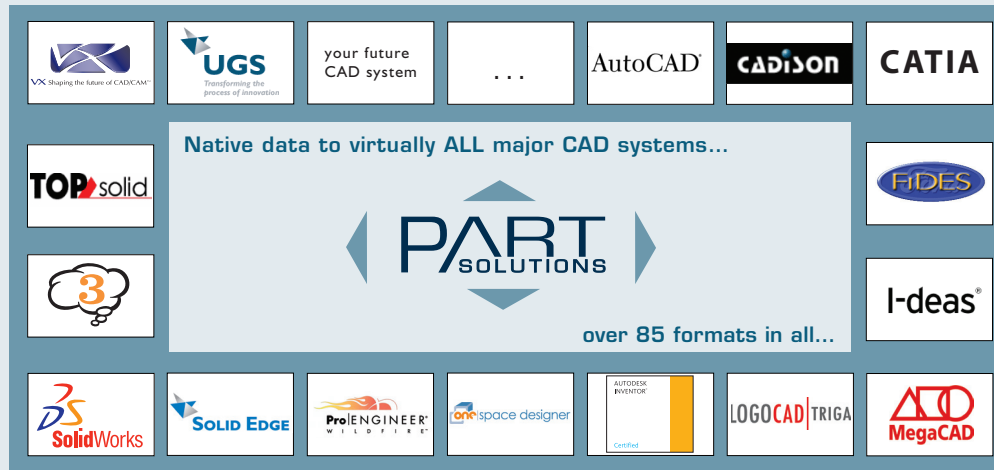 VX Shaping the future of CAD/CAM™
UGS
Transforming the
process of innovation
your future
CAD system
...
AutoCAD®
CADISON
CATIA
TOP solid
Native data to virtually ALL major CAD systems...
FiDES
PART
SOLUTIONS
3
I-deas®
over 85 formats in all...
DS
SolidWorks
SOLID EDGE
Pro|ENGINEER®
WILDFIRE™
one space designer
AUTODESK
INVENTOR®
Certified
LOGOCAD|TRIGA
MegaCAD